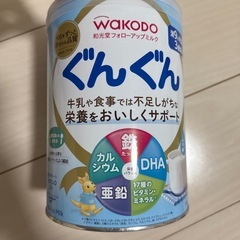 wakodo
和光堂フォローアップミルク
ぐんぐん
牛乳や食事では不足しがちな
栄養をおいしくサポート
鉄
カルシウム
DHA
亜鉛
17種の
ビタミン・
ミネラル